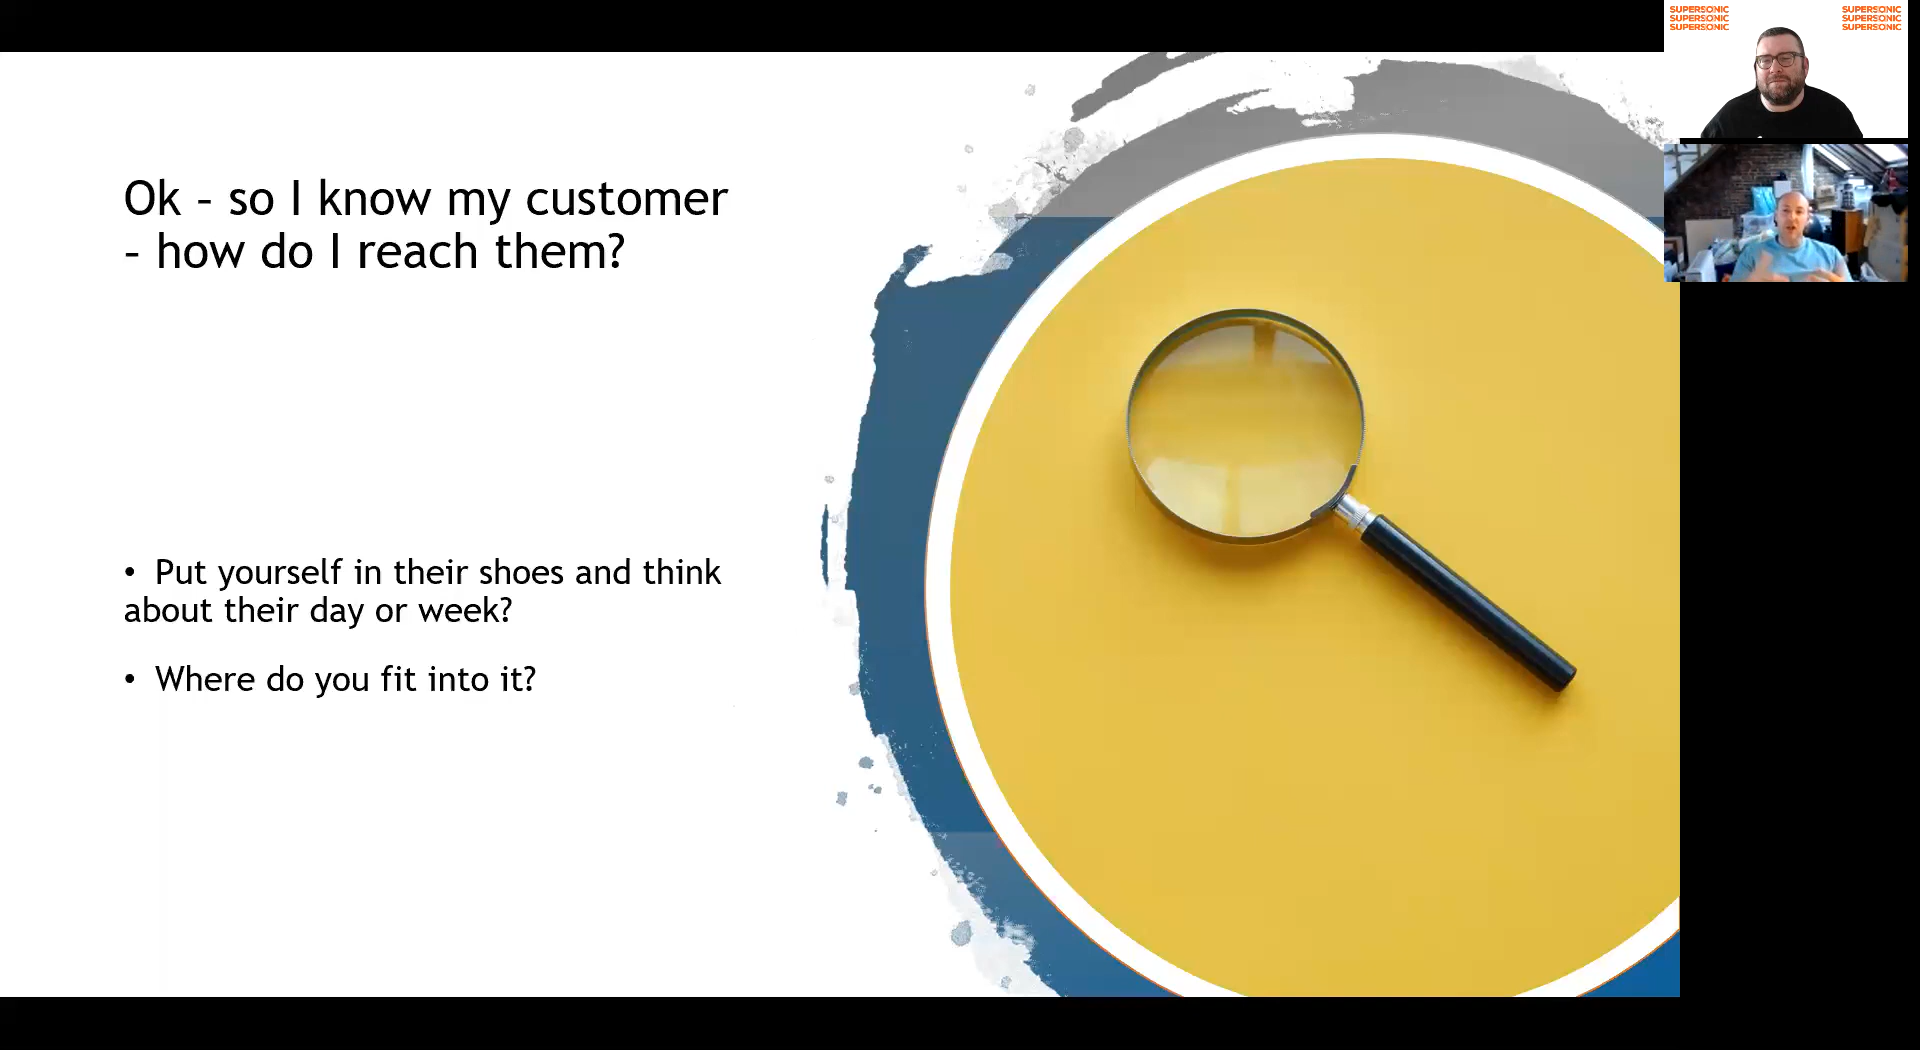 Ok – so I know my customer
– how do I reach them?
• Put yourself in their shoes and think
about their day or week?
• Where do you fit into it?
SUPERSONIC
SUPERSONIC
SUPERSONIC
SUPERSONIC
SUPERSONIC
SUPERSONIC